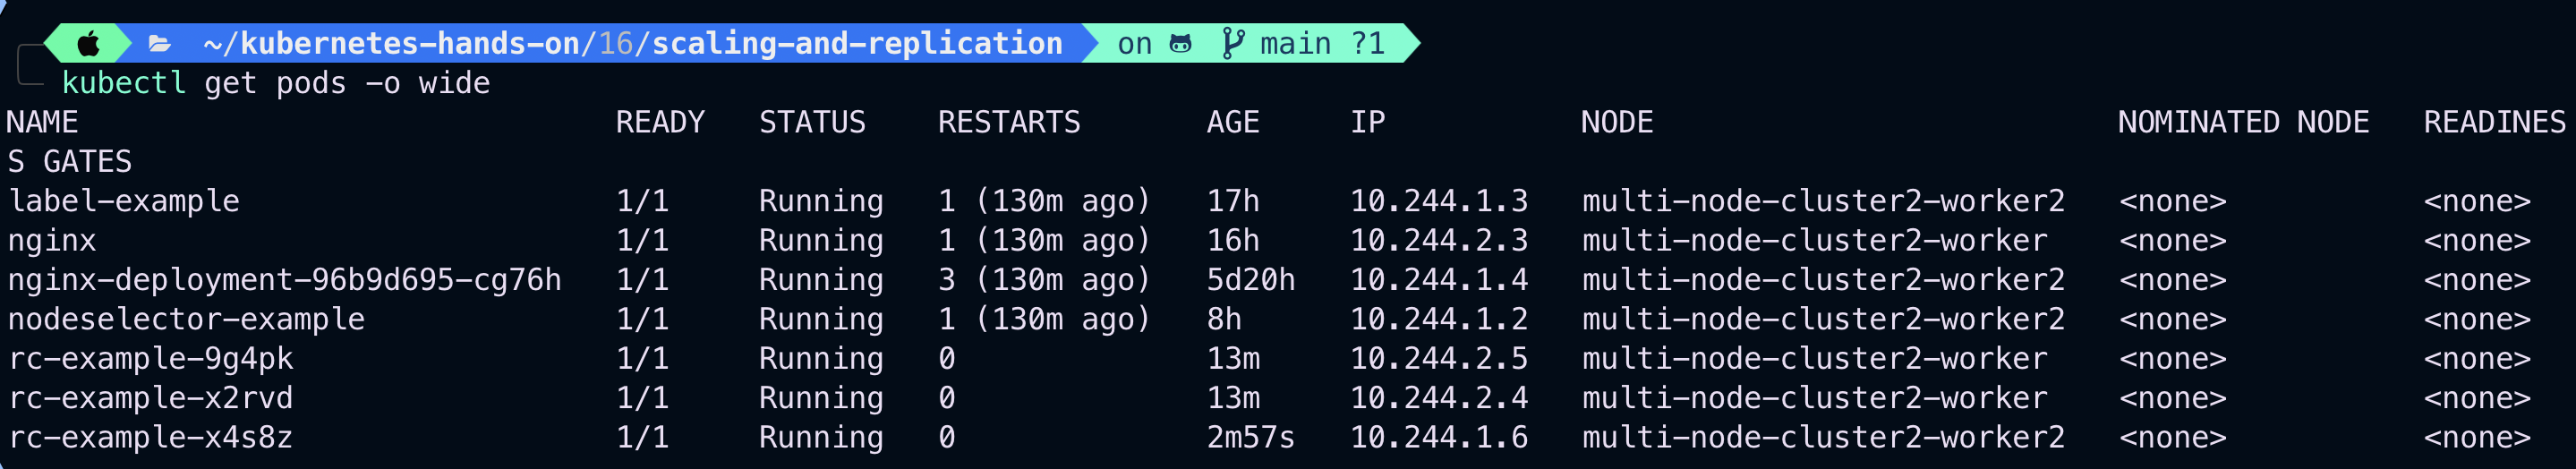 ~/kubernetes-hands-on/16/scaling-and-replication on main ?1
kubectl get pods -o wide
NAME READY STATUS RESTARTS AGE IP NODE NOMINATED NODE READINES
S GATES
label-example 1/1 Running 1 (130m ago) 17h 10.244.1.3 multi-node-cluster2-worker2 <none> <none>
nginx 1/1 Running 1 (130m ago) 16h 10.244.2.3 multi-node-cluster2-worker <none> <none>
nginx-deployment-96b9d695-cg76h 1/1 Running 3 (130m ago) 5d20h 10.244.1.4 multi-node-cluster2-worker2 <none> <none>
nodeselector-example 1/1 Running 1 (130m ago) 8h 10.244.1.2 multi-node-cluster2-worker2 <none> <none>
rc-example-9g4pk 1/1 Running 0 13m 10.244.2.5 multi-node-cluster2-worker <none> <none>
rc-example-x2rvd 1/1 Running 0 13m 10.244.2.4 multi-node-cluster2-worker <none> <none>
rc-example-x4s8z 1/1 Running 0 2m57s 10.244.1.6 multi-node-cluster2-worker2 <none> <none>